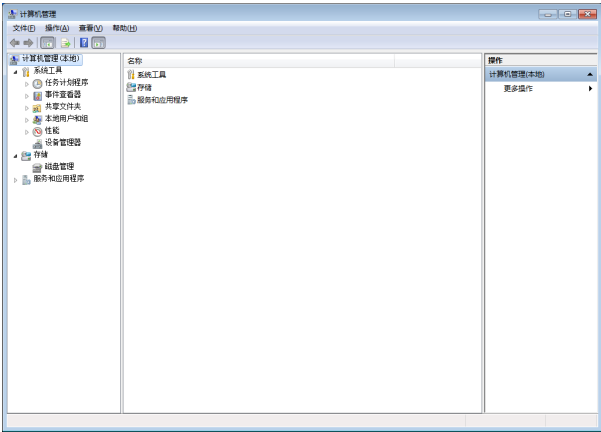 计算机管理
文件(F) 操作(A) 查看(V) 帮助(H)
计算机管理(本地)
系统工具
任务计划程序
事件查看器
共享文件夹
本地用户和组
性能
设备管理器
存储
磁盘管理
服务和应用程序
名称
系统工具
存储
服务和应用程序
操作
计算机管理(本地)
更多操作